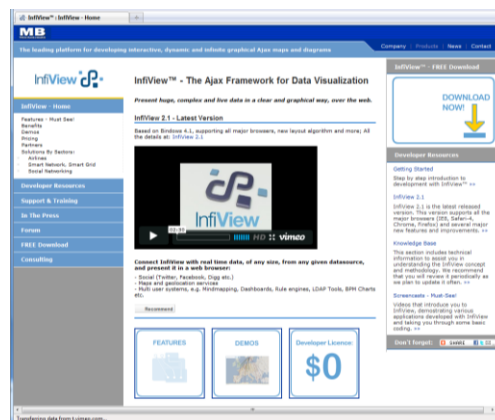 InfiView™ : InfiView - Home
MB
The leading platform for developing interactive, dynamic and infinite graphical Ajax maps and diagrams
Company | Products | News | Contact
InfiView
InfiView - Home
Features - Must See!
Benefits
Demos
Pricing
Partners
Solutions By Sectors:
Airlines
Smart Network, Smart Grid
Social Networking
Developer Resources
Support & Training
In The Press
Forum
FREE Download
Consulting
InfiView™ - The Ajax Framework for Data Visualization
Present huge, complex and live data in a clear and graphical way, over the web.
InfiView 2.1 - Latest Version
Based on Bindows 4.1, supporting all major browsers, new layout algorithm and more; All
the details at: InfiView 2.1
InfiView
HD
vimeo
Connect InfiView with real time data, of any size, from any given datasource,
and present it in a web browser:
- Social (Twitter, Facebook, Digg etc.)
- Maps and geolocation services
- Multi user systems, e.g. Mindmapping, Dashboards, Rule engines, LDAP Tools, BPM Charts
etc.
Recommend
FEATURES
DEMOS
Developer Licence:
$0
InfiView™ - FREE Download
DOWNLOAD
NOW!
Developer Resources
Getting Started
Step by step introduction to
development with InfiView™ »»
InfiView 2.1
InfiView 2.1 is the latest released
version. This version supports all the
major browsers (IE8, Safari-4,
Chrome, Firefox) and several major
new features and improvements. »»
Knowledge Base
This section includes technical
information to assist you in
understanding the InfiView concept
and methodology. We recommend
that you will review it periodically as
we plan to update it often. »»
Screencasts - Must-See!
Videos that introduce you to
InfiView, demonstrating various
applications developed with InfiView
and taking you through some basic
coding. »»
Don't forget:
SHARE
Transferring data from t.vimeo.com...